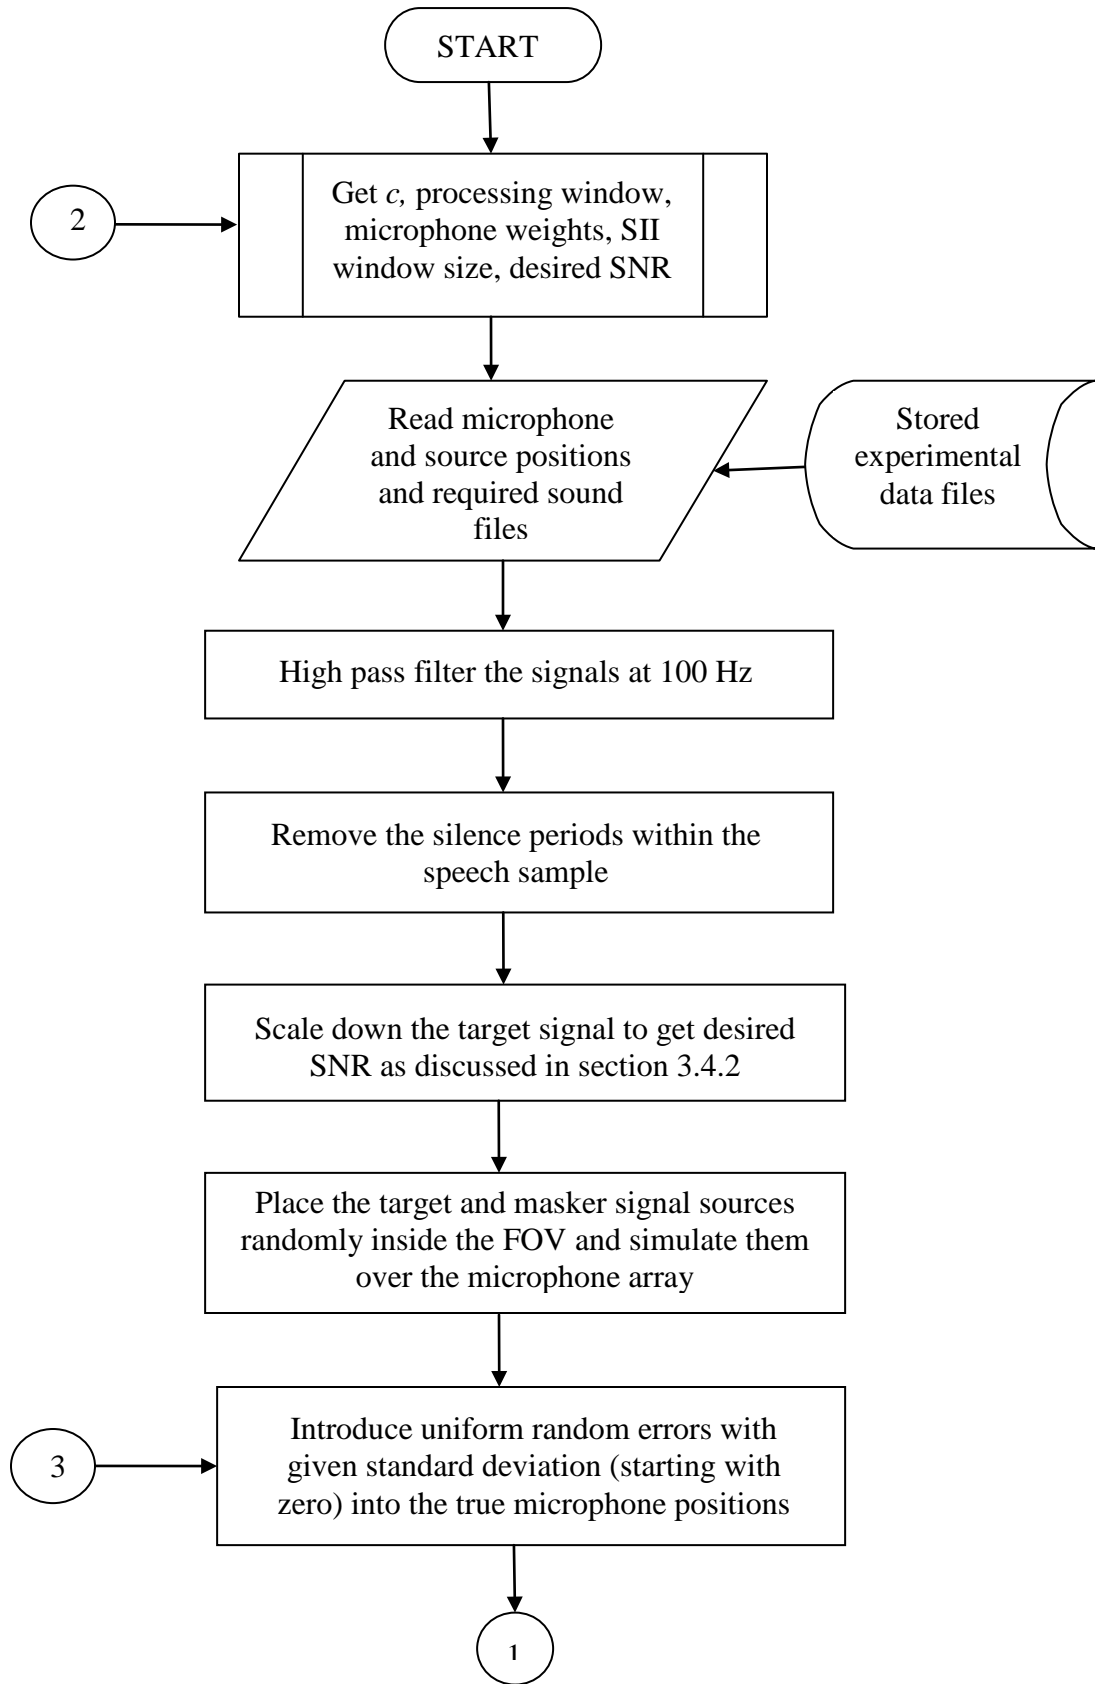 START
Get c, processing window,
microphone weights, SII
window size, desired SNR
2
Read microphone
and source positions
and required sound
files
Stored
experimental
data files
High pass filter the signals at 100 Hz
Remove the silence periods within the
speech sample
Scale down the target signal to get desired
SNR as discussed in section 3.4.2
Place the target and masker signal sources
randomly inside the FOV and simulate them
over the microphone array
3
Introduce uniform random errors with
given standard deviation (starting with
zero) into the true microphone positions
1